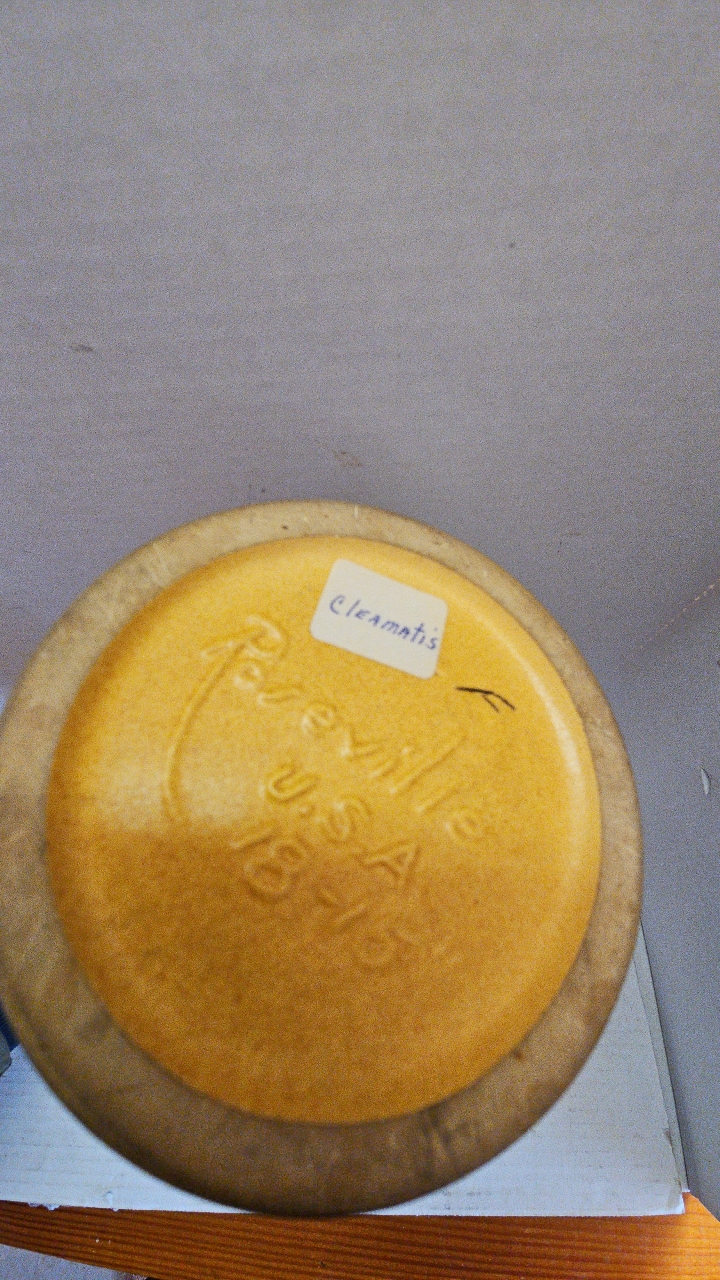 Cleamatis
F
Roseville
U.S.A
18-15"